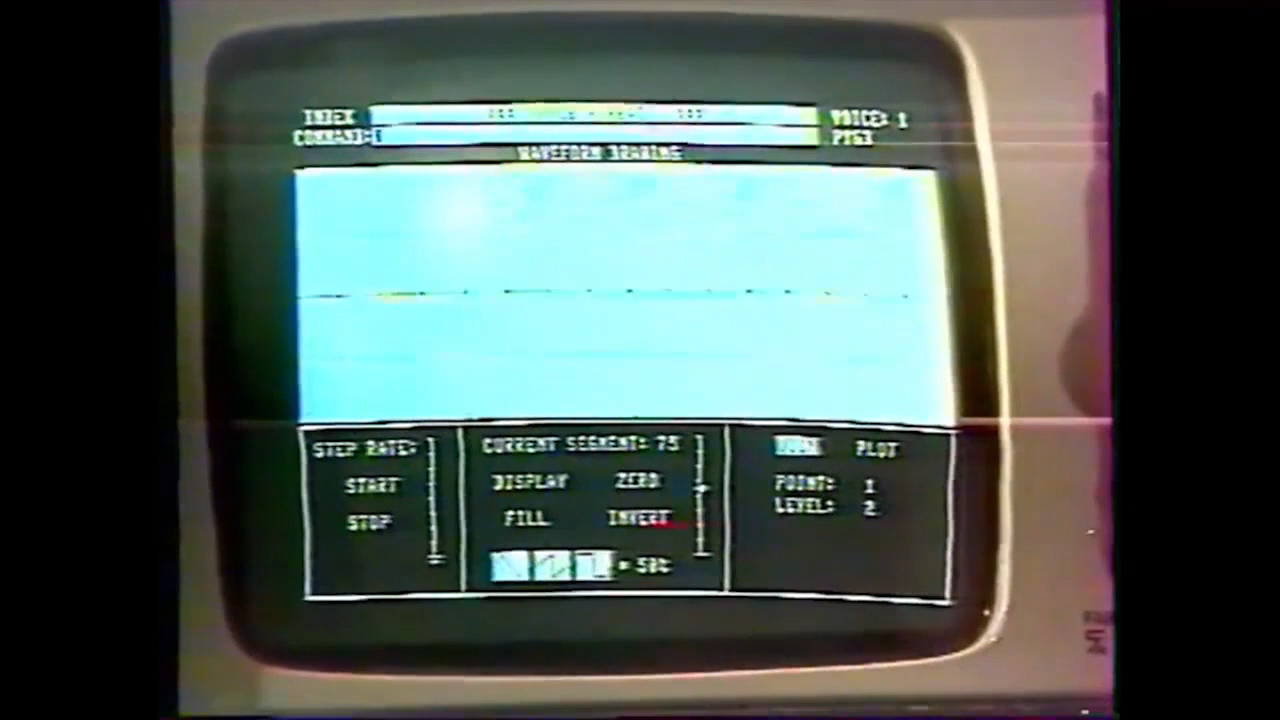 INDEX VOICE: 1
COMMAND:
WAVEFORM DRAWING
STEP RATE: CURRENT SEGMENT: 75 PLOT
START DISPLAY ZERO POINT: 1
LEVEL: 2
STOP FILL INVERT
= 50%